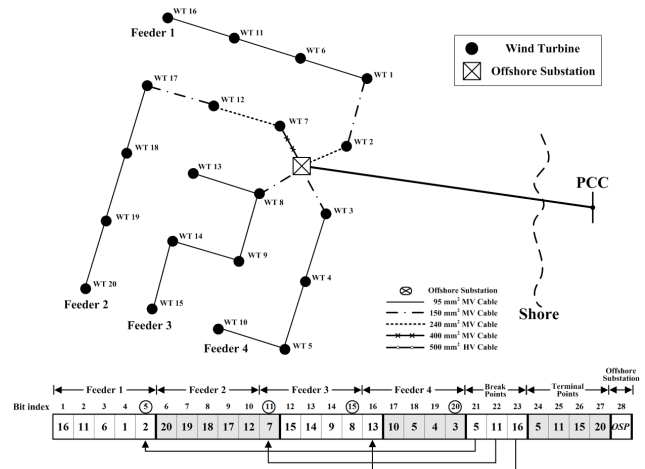 WT 16
Feeder 1
WT 11
WT 6
WT 1
Wind Turbine
Offshore Substation
WT 17
WT 12
WT 7
WT 2
WT 18
WT 13
WT 8
PCC
WT 3
WT 19
WT 14
WT 9
WT 4
WT 20
Feeder 2
WT 15
Feeder 3
WT 10
Feeder 4
WT 5
Offshore Substation
95 mm² MV Cable
150 mm² MV Cable
240 mm² MV Cable
400 mm² MV Cable
500 mm² HV Cable
Shore
Feeder 1 Feeder 2 Feeder 3 Feeder 4 Break Points Terminal Points Offshore Substation
Bit index 1 2 3 4 5 6 7 8 9 10 11 12 13 14 15 16 17 18 19 20 21 22 23 24 25 26 27 28
16 11 6 1 2 20 19 18 17 12 7 15 14 9 8 13 10 5 4 3 5 11 16 5 11 15 20 OSP